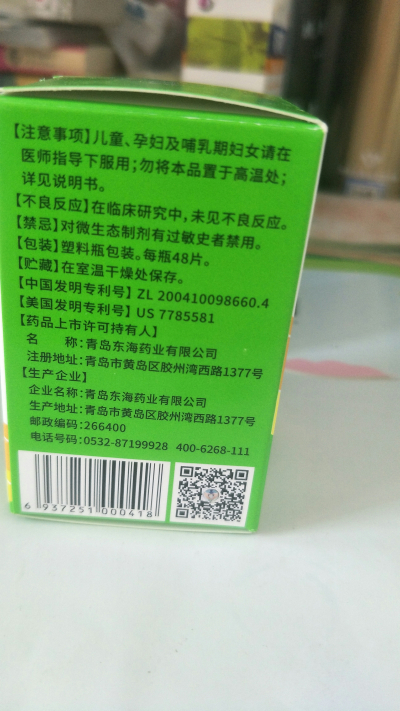 【注意事项】儿童、孕妇及哺乳期妇女请在
医师指导下服用；勿将本品置于高温处；
详见说明书。
【不良反应】在临床研究中，未见不良反应。
【禁忌】对微生态制剂有过敏史者禁用。
【包装】塑料瓶包装。每瓶48片。
【贮藏】在室温干燥处保存。
【中国发明专利号】ZL 200410098660.4
【美国发明专利号】US 7785581
【药品上市许可持有人】
名 称：青岛东海药业有限公司
注册地址：青岛市黄岛区胶州湾西路1377号
【生产企业】
企业名称：青岛东海药业有限公司
生产地址：青岛市黄岛区胶州湾西路1377号
邮政编码：266400
电话号码：0532-87199928 400-6268-111
6 937251 000418